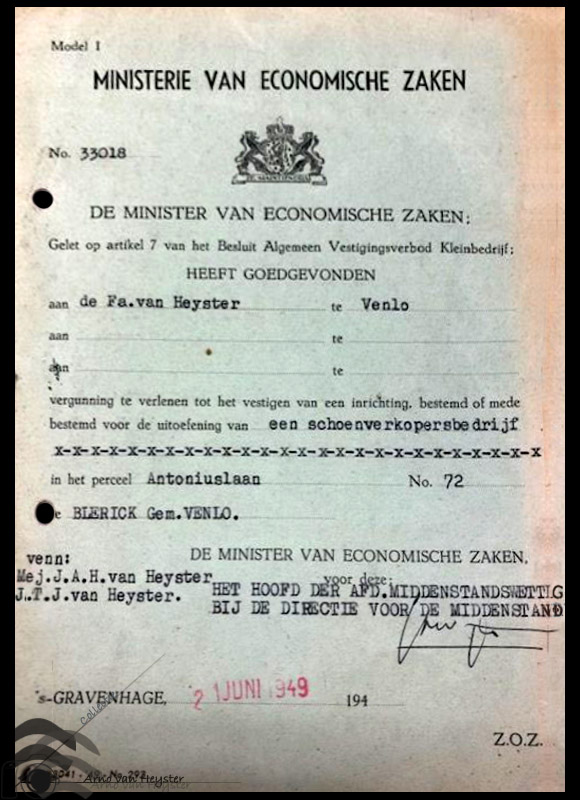 Model I
MINISTERIE VAN ECONOMISCHE ZAKEN
No. 33018
DE MINISTER VAN ECONOMISCHE ZAKEN;
Gelet op artikel 7 van het Besluit Algemeen Vestigingsverbod Kleinbedrijf;
HEEFT GOEDGEVONDEN
aan de Fa.van Heyster te Venlo
aan te
aan te
vergunning te verlenen tot het vestigen van een inrichting, bestemd of mede
bestemd voor de uitoefening van een schoenverkopersbedrijf
x-x-x-x-x-x-x-x-x-x-x-x-x-x-x-x-x-x-x-x-x-x
in het perceel Antoniuslaan No. 72
e BLERICK Gem.VENLO.
DE MINISTER VAN ECONOMISCHE ZAKEN,
venn:
voor deze:
Mej.J.A.H.van Heyster
J.T.J.van Heyster.
HET HOOFD DER AFD.MIDDENSTANDSWETTIG
BIJ DE DIRECTIE VOOR DE MIDDENSTAND
's-GRAVENHAGE, 21 JUNI 1949 194
Z.O.Z.
Arno van Heyster